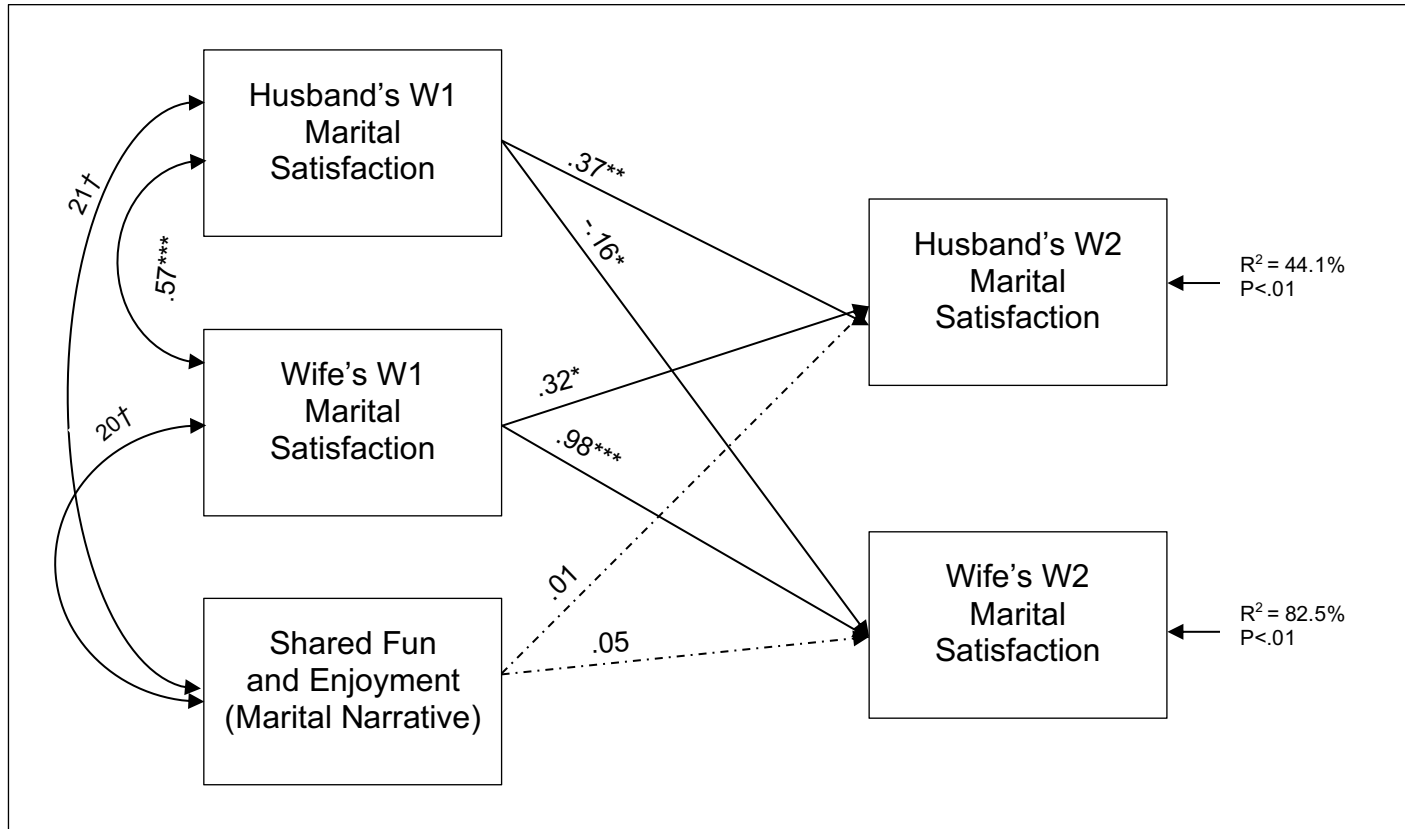 Husband’s W1
Marital
Satisfaction
21†
.57***
.37**
-.16*
Husband’s W2
Marital
Satisfaction
R² = 44.1%
P<.01
Wife’s W1
Marital
Satisfaction
20†
.32*
.98***
Shared Fun
and Enjoyment
(Marital Narrative)
.01
.05
Wife’s W2
Marital
Satisfaction
R² = 82.5%
P<.01